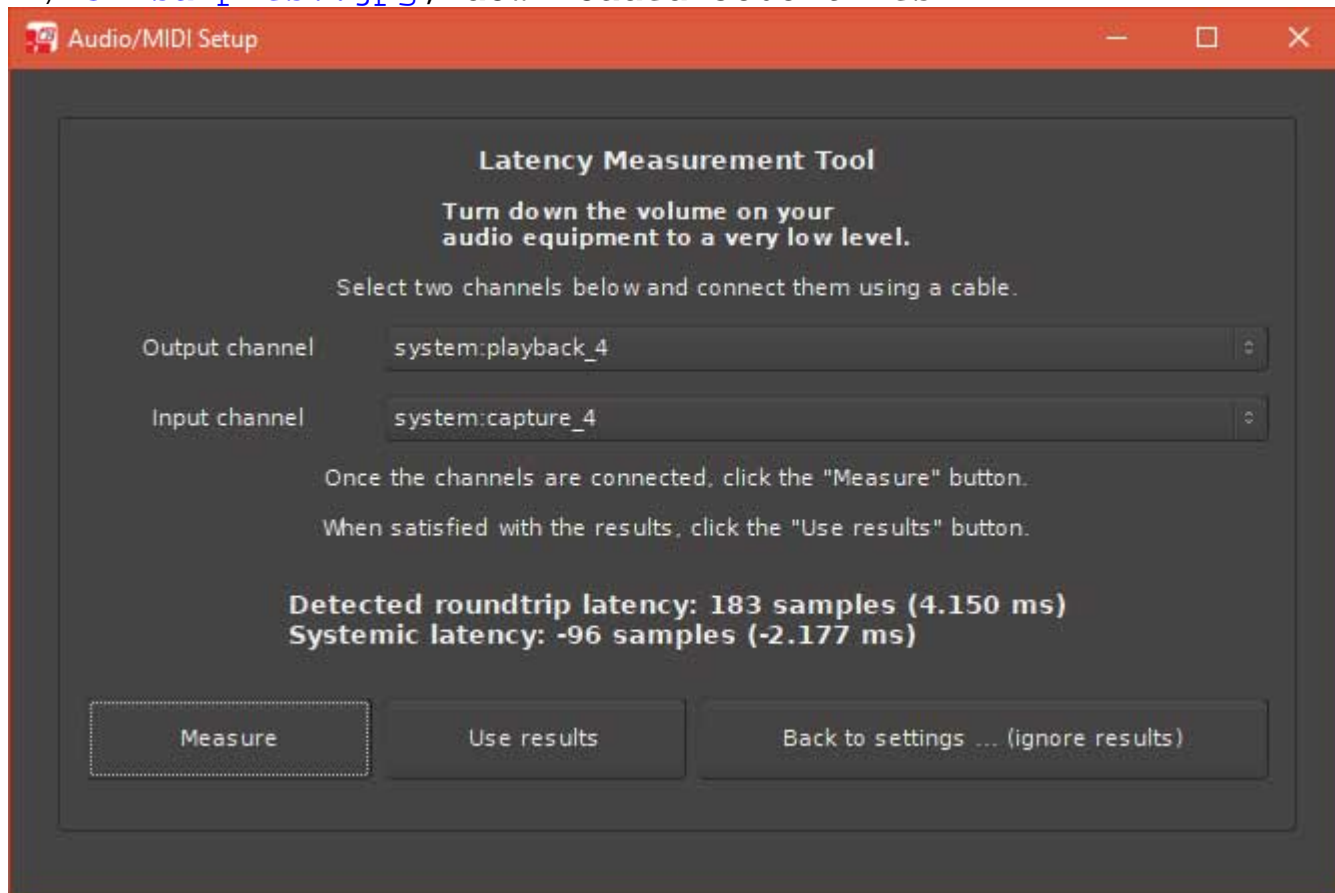 Audio/MIDI Setup
Latency Measurement Tool
Turn down the volume on your
audio equipment to a very low level.
Select two channels below and connect them using a cable.
Output channel system:playback_4
Input channel system:capture_4
Once the channels are connected, click the "Measure" button.
When satisfied with the results, click the "Use results" button.
Detected roundtrip latency: 183 samples (4.150 ms)
Systemic latency: -96 samples (-2.177 ms)
Measure Use results Back to settings ... (ignore results)